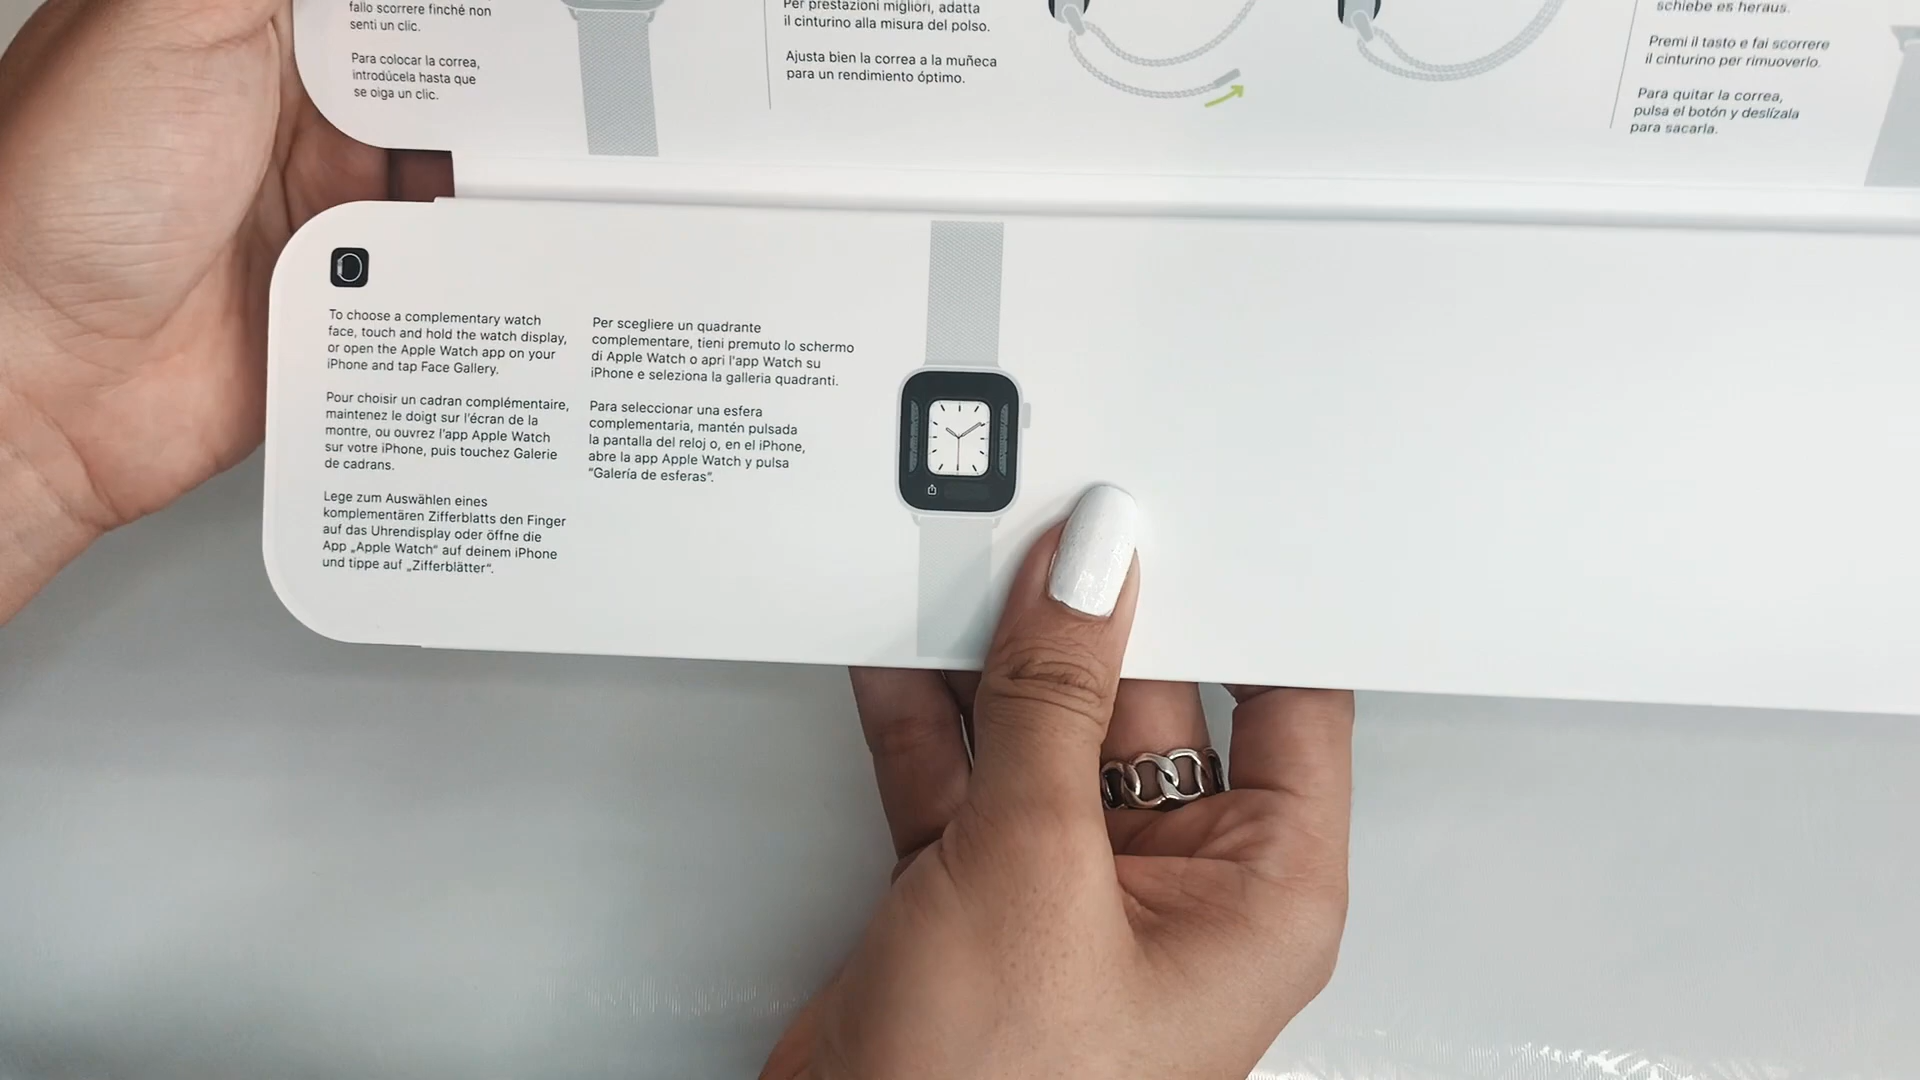 fallo scorrere finché non
senti un clic.
Para colocar la correa,
introdúcela hasta que
se oiga un clic.
Per prestazioni migliori, adatta
il cinturino alla misura del polso.
Ajusta bien la correa a la muñeca
para un rendimiento óptimo.
schiebe es heraus.
Premi il tasto e fai scorrere
il cinturino per rimuoverlo.
Para quitar la correa,
pulsa el botón y deslízala
para sacarla.
To choose a complementary watch
face, touch and hold the watch display,
or open the Apple Watch app on your
iPhone and tap Face Gallery.
Pour choisir un cadran complémentaire,
maintenez le doigt sur l'écran de la
montre, ou ouvrez l'app Apple Watch
sur votre iPhone, puis touchez Galerie
de cadrans.
Lege zum Auswählen eines
komplementären Zifferblatts den Finger
auf das Uhrendisplay oder öffne die
App „Apple Watch“ auf deinem iPhone
und tippe auf „Zifferblätter“.
Per scegliere un quadrante
complementare, tieni premuto lo schermo
di Apple Watch o apri l'app Watch su
iPhone e seleziona la galleria quadranti.
Para seleccionar una esfera
complementaria, mantén pulsada
la pantalla del reloj o, en el iPhone,
abre la app Apple Watch y pulsa
“Galería de esferas”.